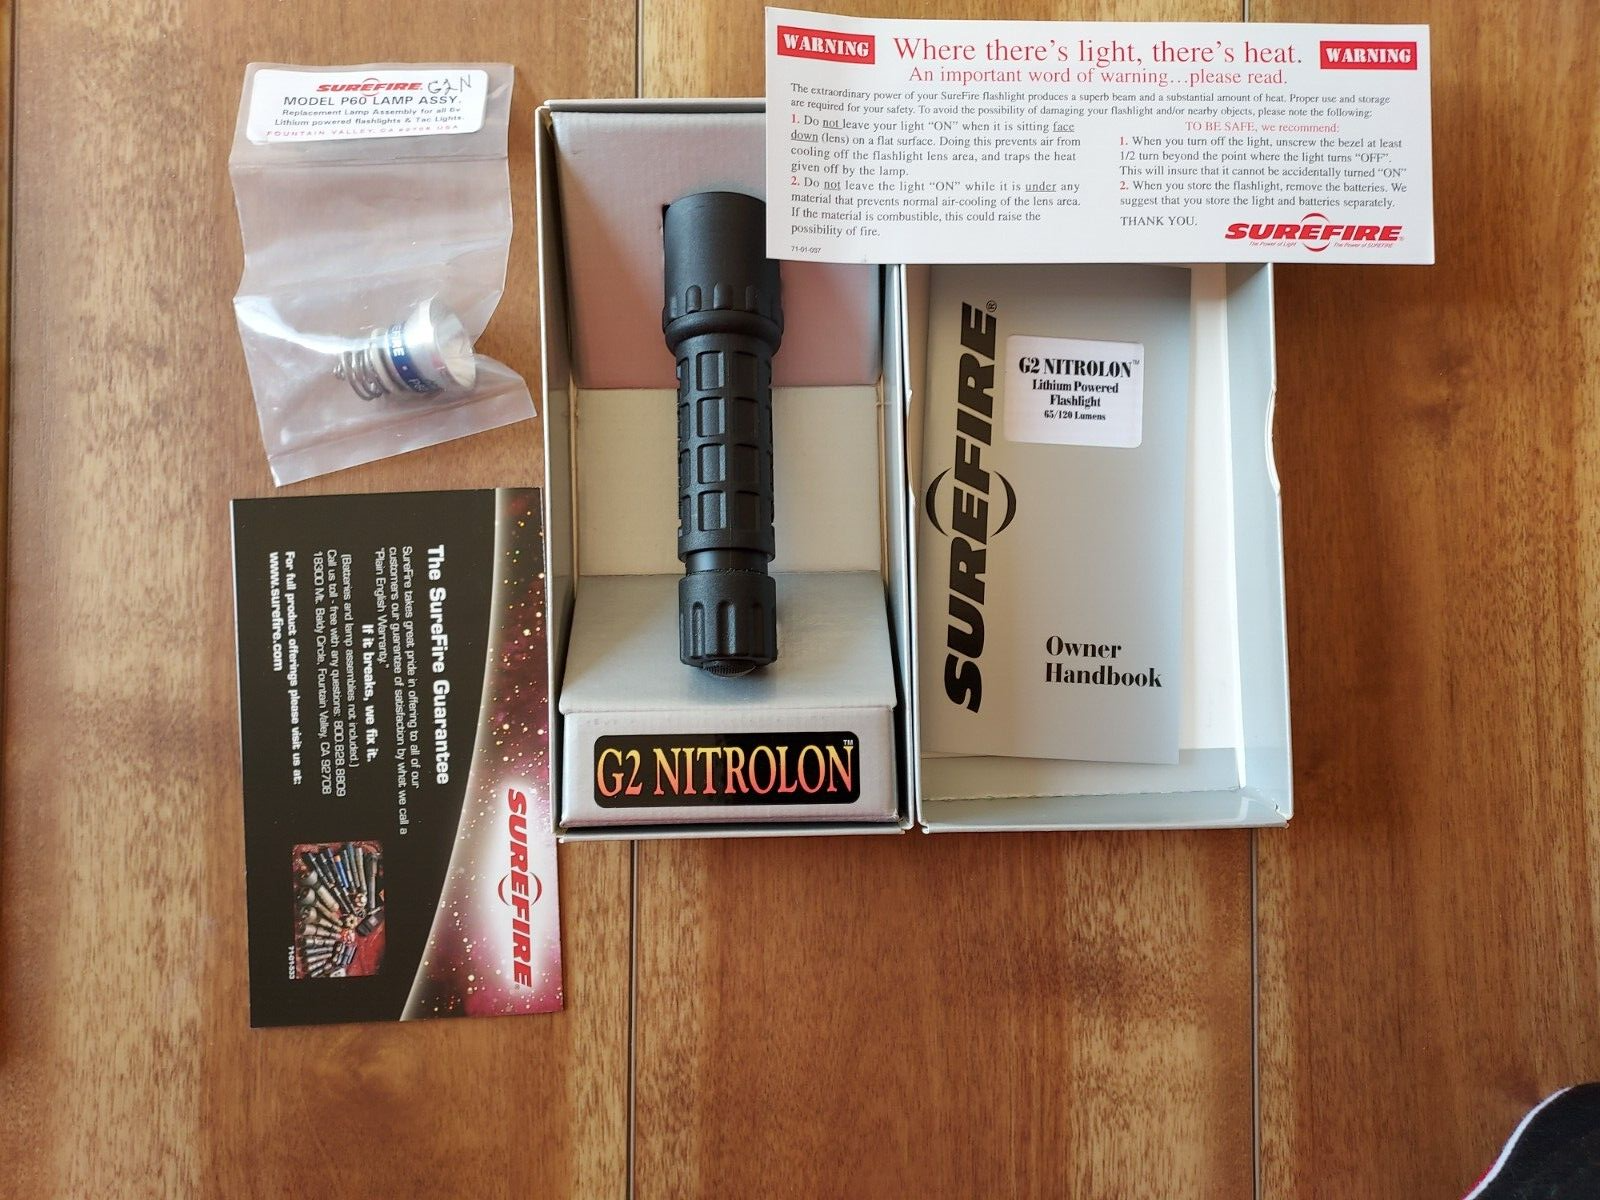 SUREFIRE G2N
MODEL P60 LAMP ASSY.
Replacement Lamp Assembly for all 6v
Lithium powered flashlights & Tac Lights.
FOUNTAIN VALLEY, CA 92708 USA
WARNING
Where there's light, there's heat.
WARNING
An important word of warning...please read.
The extraordinary power of your SureFire flashlight produces a superb beam and a substantial amount of heat. Proper use and storage
are required for your safety. To avoid the possibility of damaging your flashlight and/or nearby objects, please note the following:
1. Do not leave your light "ON" when it is sitting face
down (lens) on a flat surface. Doing this prevents air from
cooling off the flashlight lens area, and traps the heat
given off by the lamp.
2. Do not leave the light "ON" while it is under any
material that prevents normal air-cooling of the lens area.
If the material is combustible, this could raise the
possibility of fire.
71-01-037
TO BE SAFE, we recommend:
1. When you turn off the light, unscrew the bezel at least
1/2 turn beyond the point where the light turns "OFF".
This will insure that it cannot be accidentally turned "ON"
2. When you store the flashlight, remove the batteries. We
suggest that you store the light and batteries separately.
THANK YOU.
SUREFIRE®
The Power of Light
The Power of SUREFIRE
SUREFIRE®
G2 NITROLON™
Lithium Powered
Flashlight
65/120 Lumens
Owner
Handbook
G2 NITROLON™
The SureFire Guarantee
SureFire takes great pride in offering to all of our
customers our guarantee of satisfaction by what we call a
"Plain English Warranty."
If it breaks, we fix it.
(Batteries and lamp assemblies not included.)
Call us toll - free with any questions: 800.828.8809
18300 Mt. Baldy Circle, Fountain Valley, CA 92708
For full product offerings please visit us at:
www.surefire.com
SUREFIRE®
71-01-533